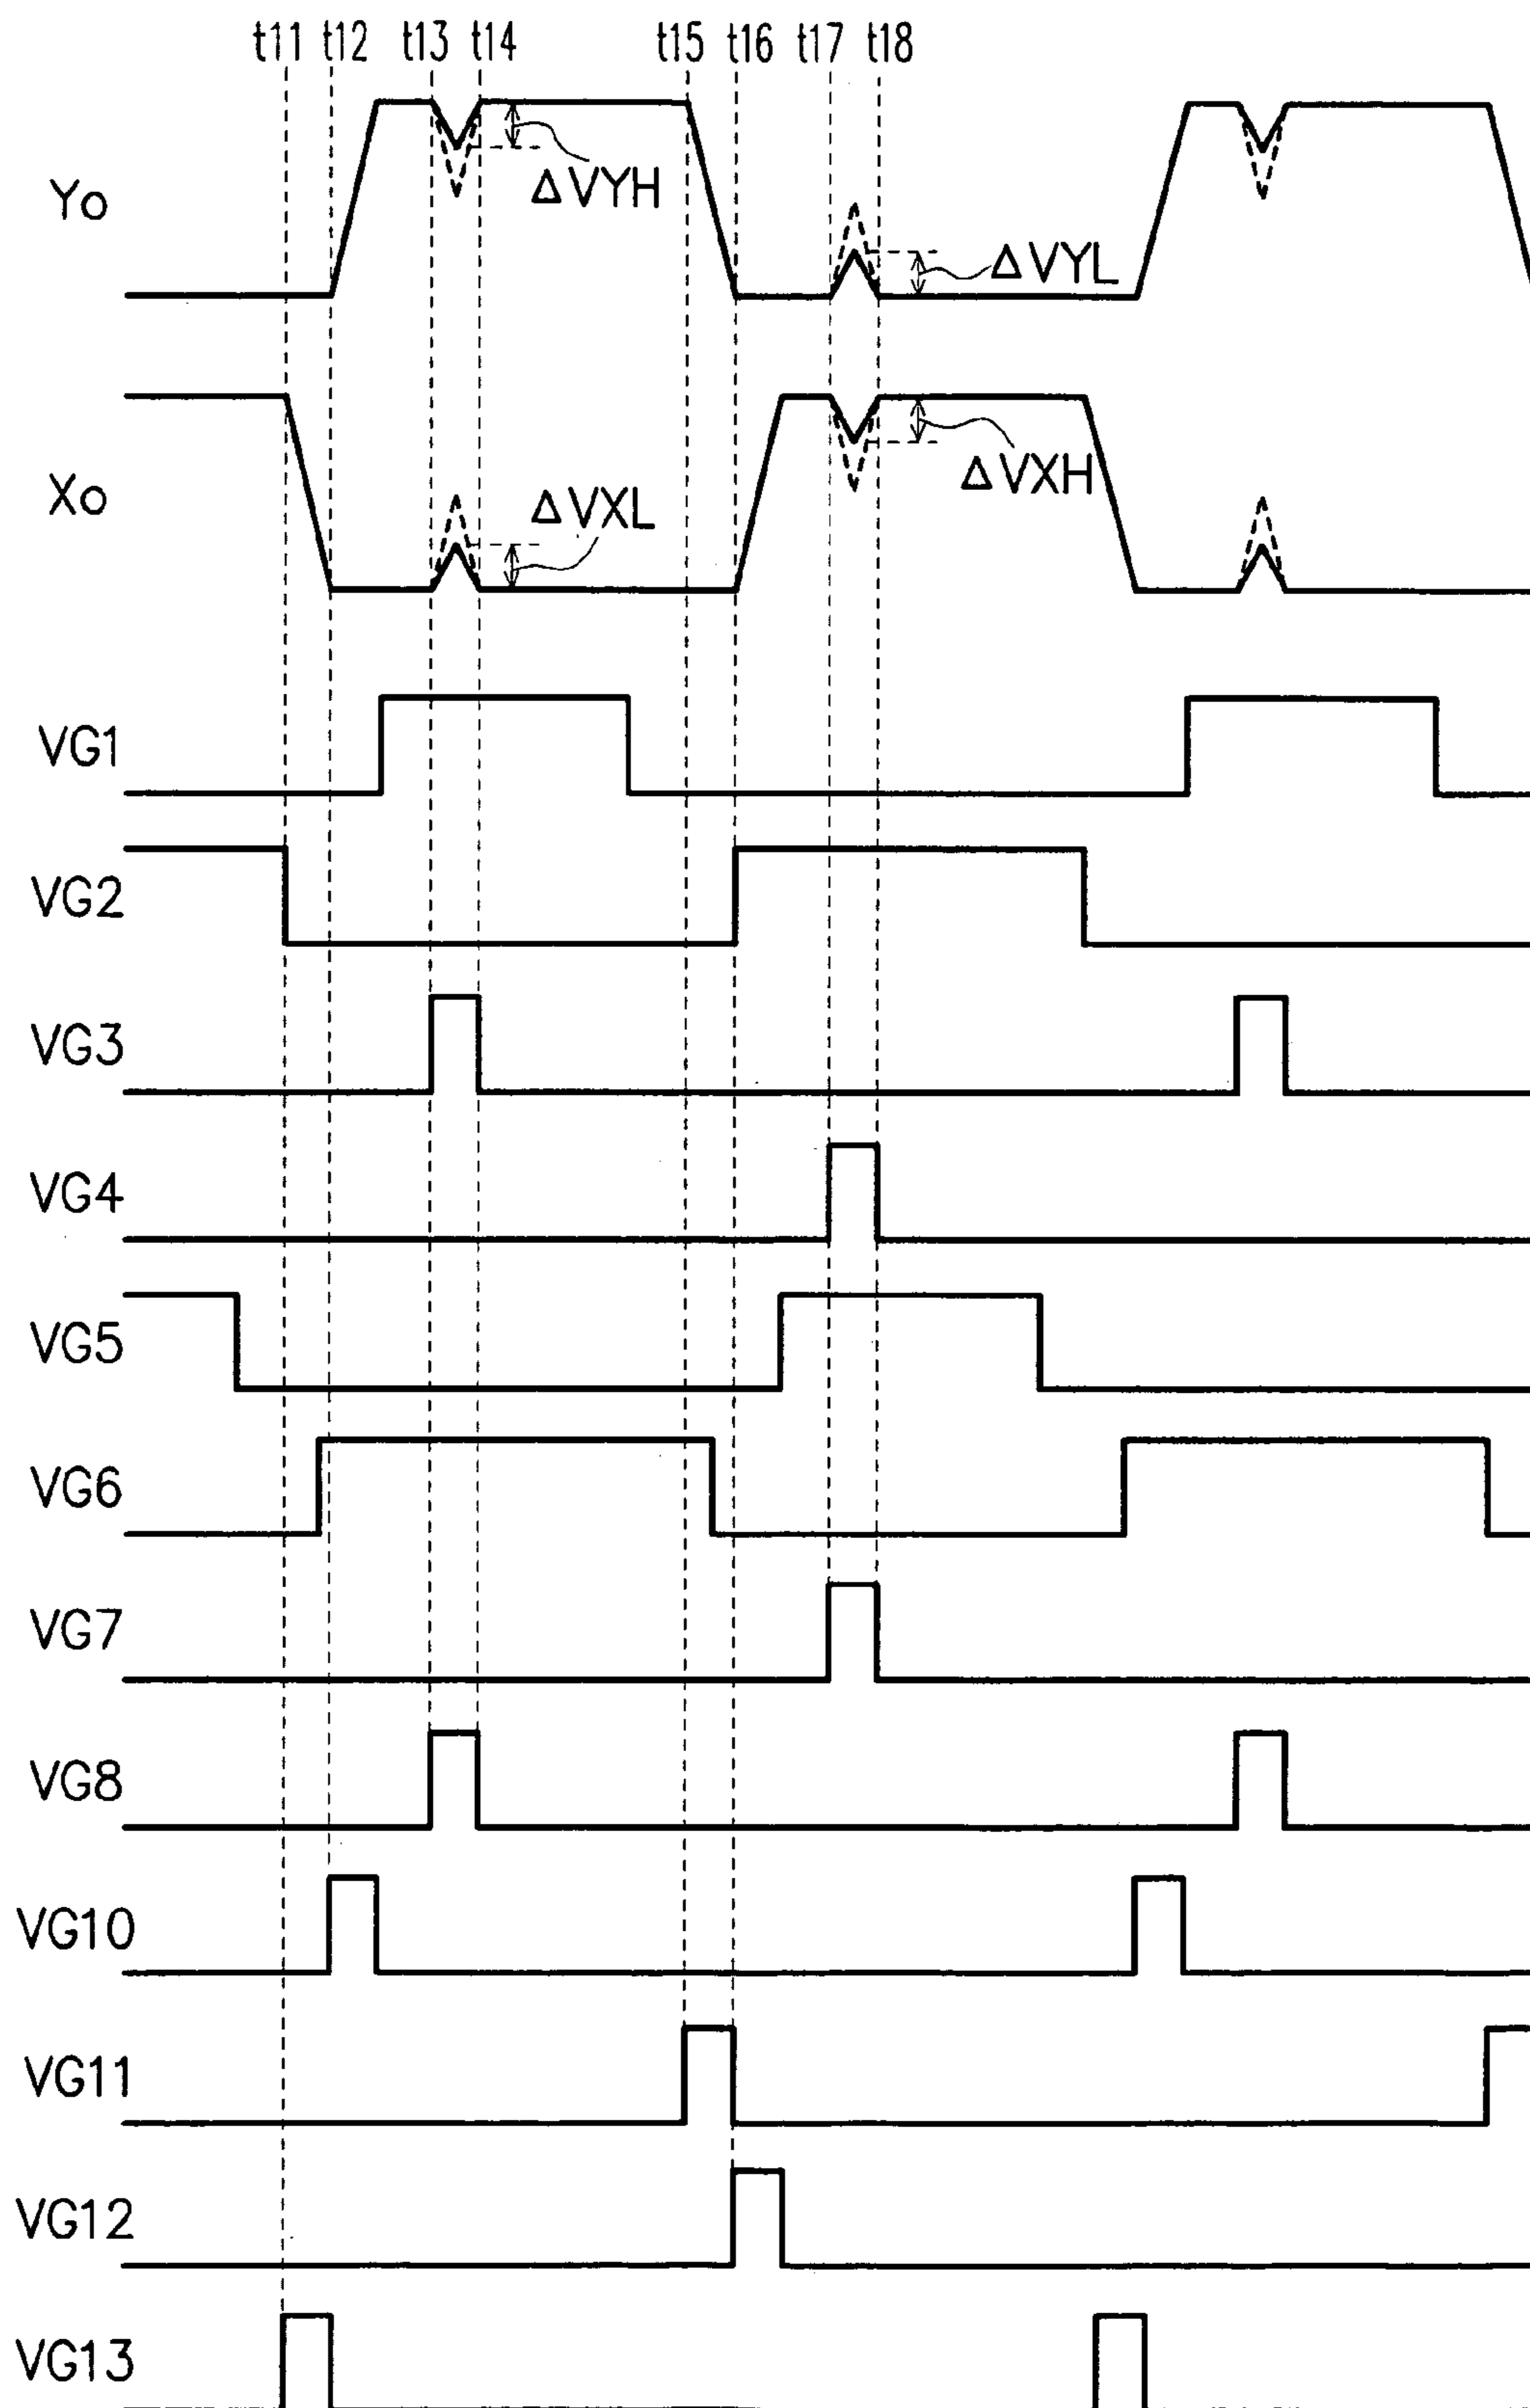 t11 t12 t13 t14 t15 t16 t17 t18
Yo
ΔVYH
ΔVYL
Xo
ΔVXL
ΔVXH
VG1
VG2
VG3
VG4
VG5
VG6
VG7
VG8
VG10
VG11
VG12
VG13